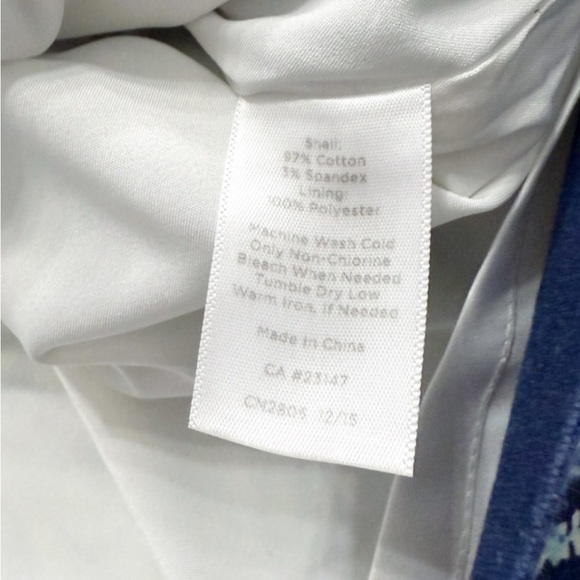 Shell:
97% Cotton
3% Spandex
Lining:
100% Polyester
Machine Wash Cold
Only Non-Chlorine
Bleach When Needed
Tumble Dry Low
Warm Iron, If Needed
Made in China
CA #23147
CN2805 12/15